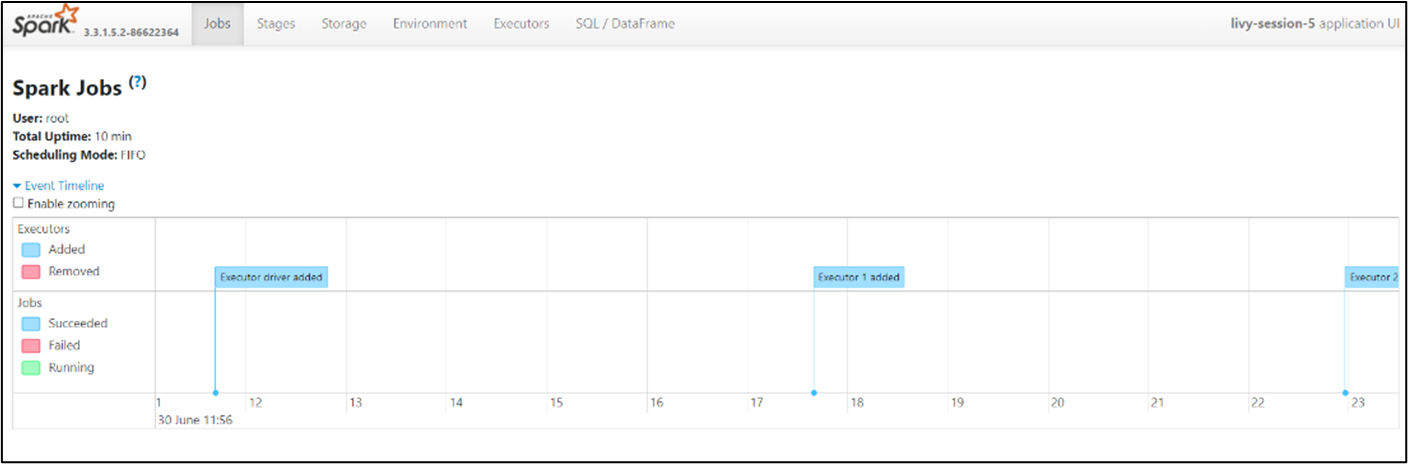 APACHE
Spark 3.3.1.5.2-86622364 Jobs Stages Storage Environment Executors SQL / DataFrame livy-session-5 application UI
Spark Jobs (?)
User: root
Total Uptime: 10 min
Scheduling Mode: FIFO
Event Timeline
Enable zooming
Executors
Added
Removed
Executor driver added Executor 1 added Executor 2
Jobs
Succeeded
Failed
Running
1 12 13 14 15 16 17 18 19 20 21 22 23
30 June 11:56